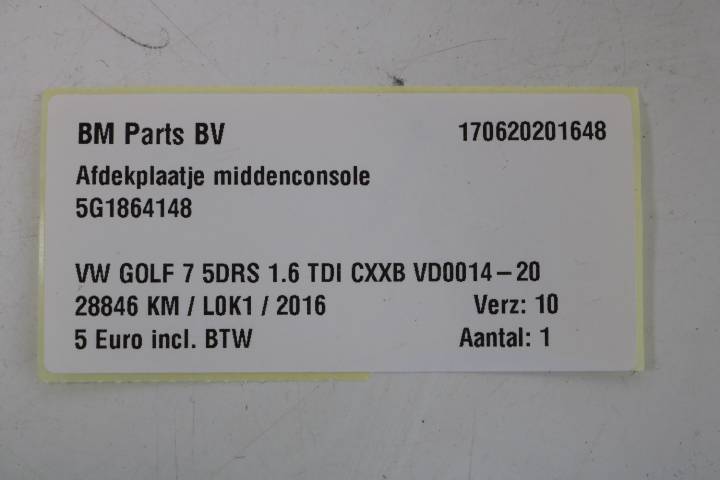 BM Parts BV 170620201648
Afdekplaatje middenconsole
5G1864148
VW GOLF 7 5DRS 1.6 TDI CXXB VD0014-20
28846 KM / L0K1 / 2016 Verz: 10
5 Euro incl. BTW Aantal: 1